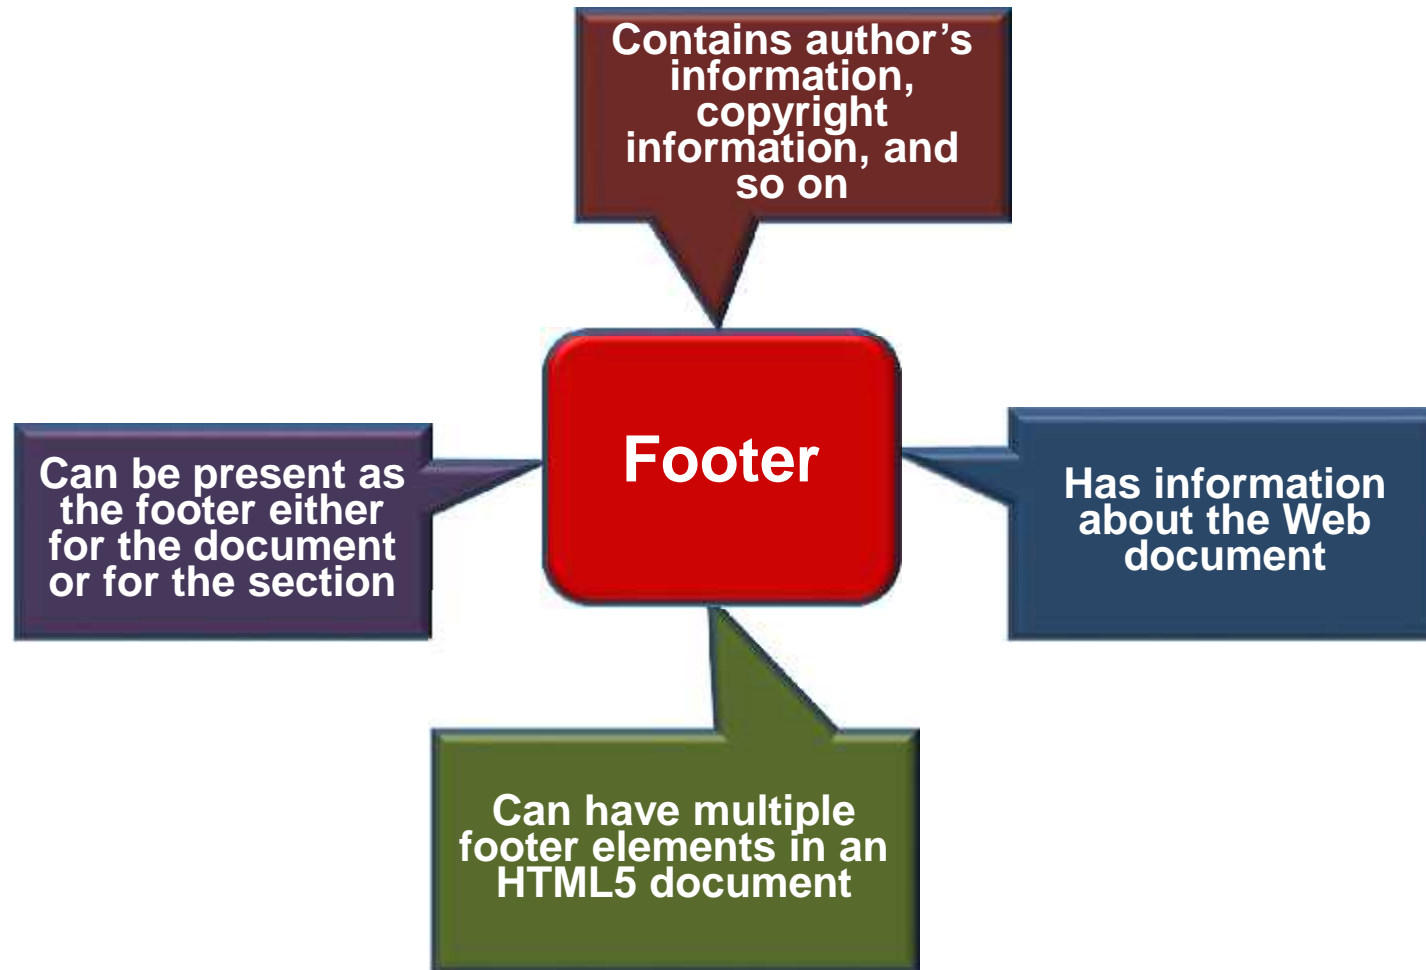 Contains author’s
information,
copyright
information, and
so on
Footer
Can be present as
the footer either
for the document
or for the section
Has information
about the Web
document
Can have multiple
footer elements in an
HTML5 document